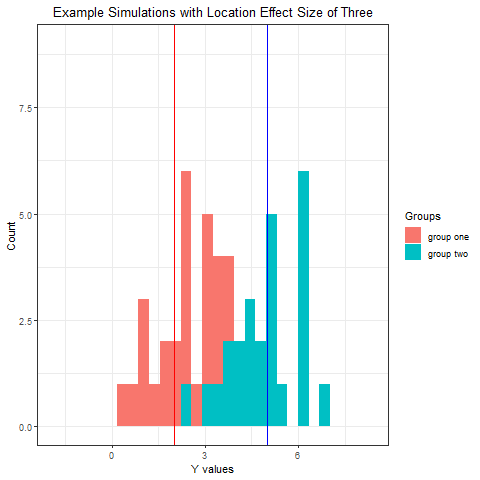 Example Simulations with Location Effect Size of Three
7.5
5.0
2.5
0.0
Count
0 3 6
Y values
Groups
group one
group two